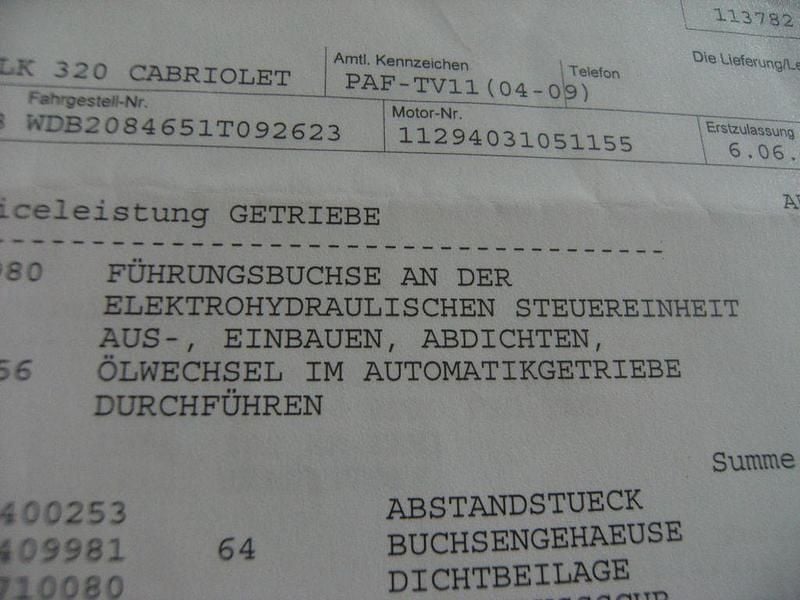 113782
LK 320 CABRIOLET
Amtl. Kennzeichen
PAF-TV11(04-09)
Telefon
Die Lieferung/Le
Fahrgestell-Nr.
WDB2084651T092623
Motor-Nr.
11294031051155
Erstzulassung
6.06.
iceleistung GETRIEBE
980 FÜHRUNGSBUCHSE AN DER
ELEKTROHYDRAULISCHEN STEUEREINHEIT
AUS-, EINBAUEN, ABDICHTEN,
56 ÖLWECHSEL IM AUTOMATIKGETRIEBE
DURCHFÜHREN
Summe
400253 ABSTANDSTUECK
409981 64 BUCHSENGEHAEUSE
710080 DICHTBEILAGE